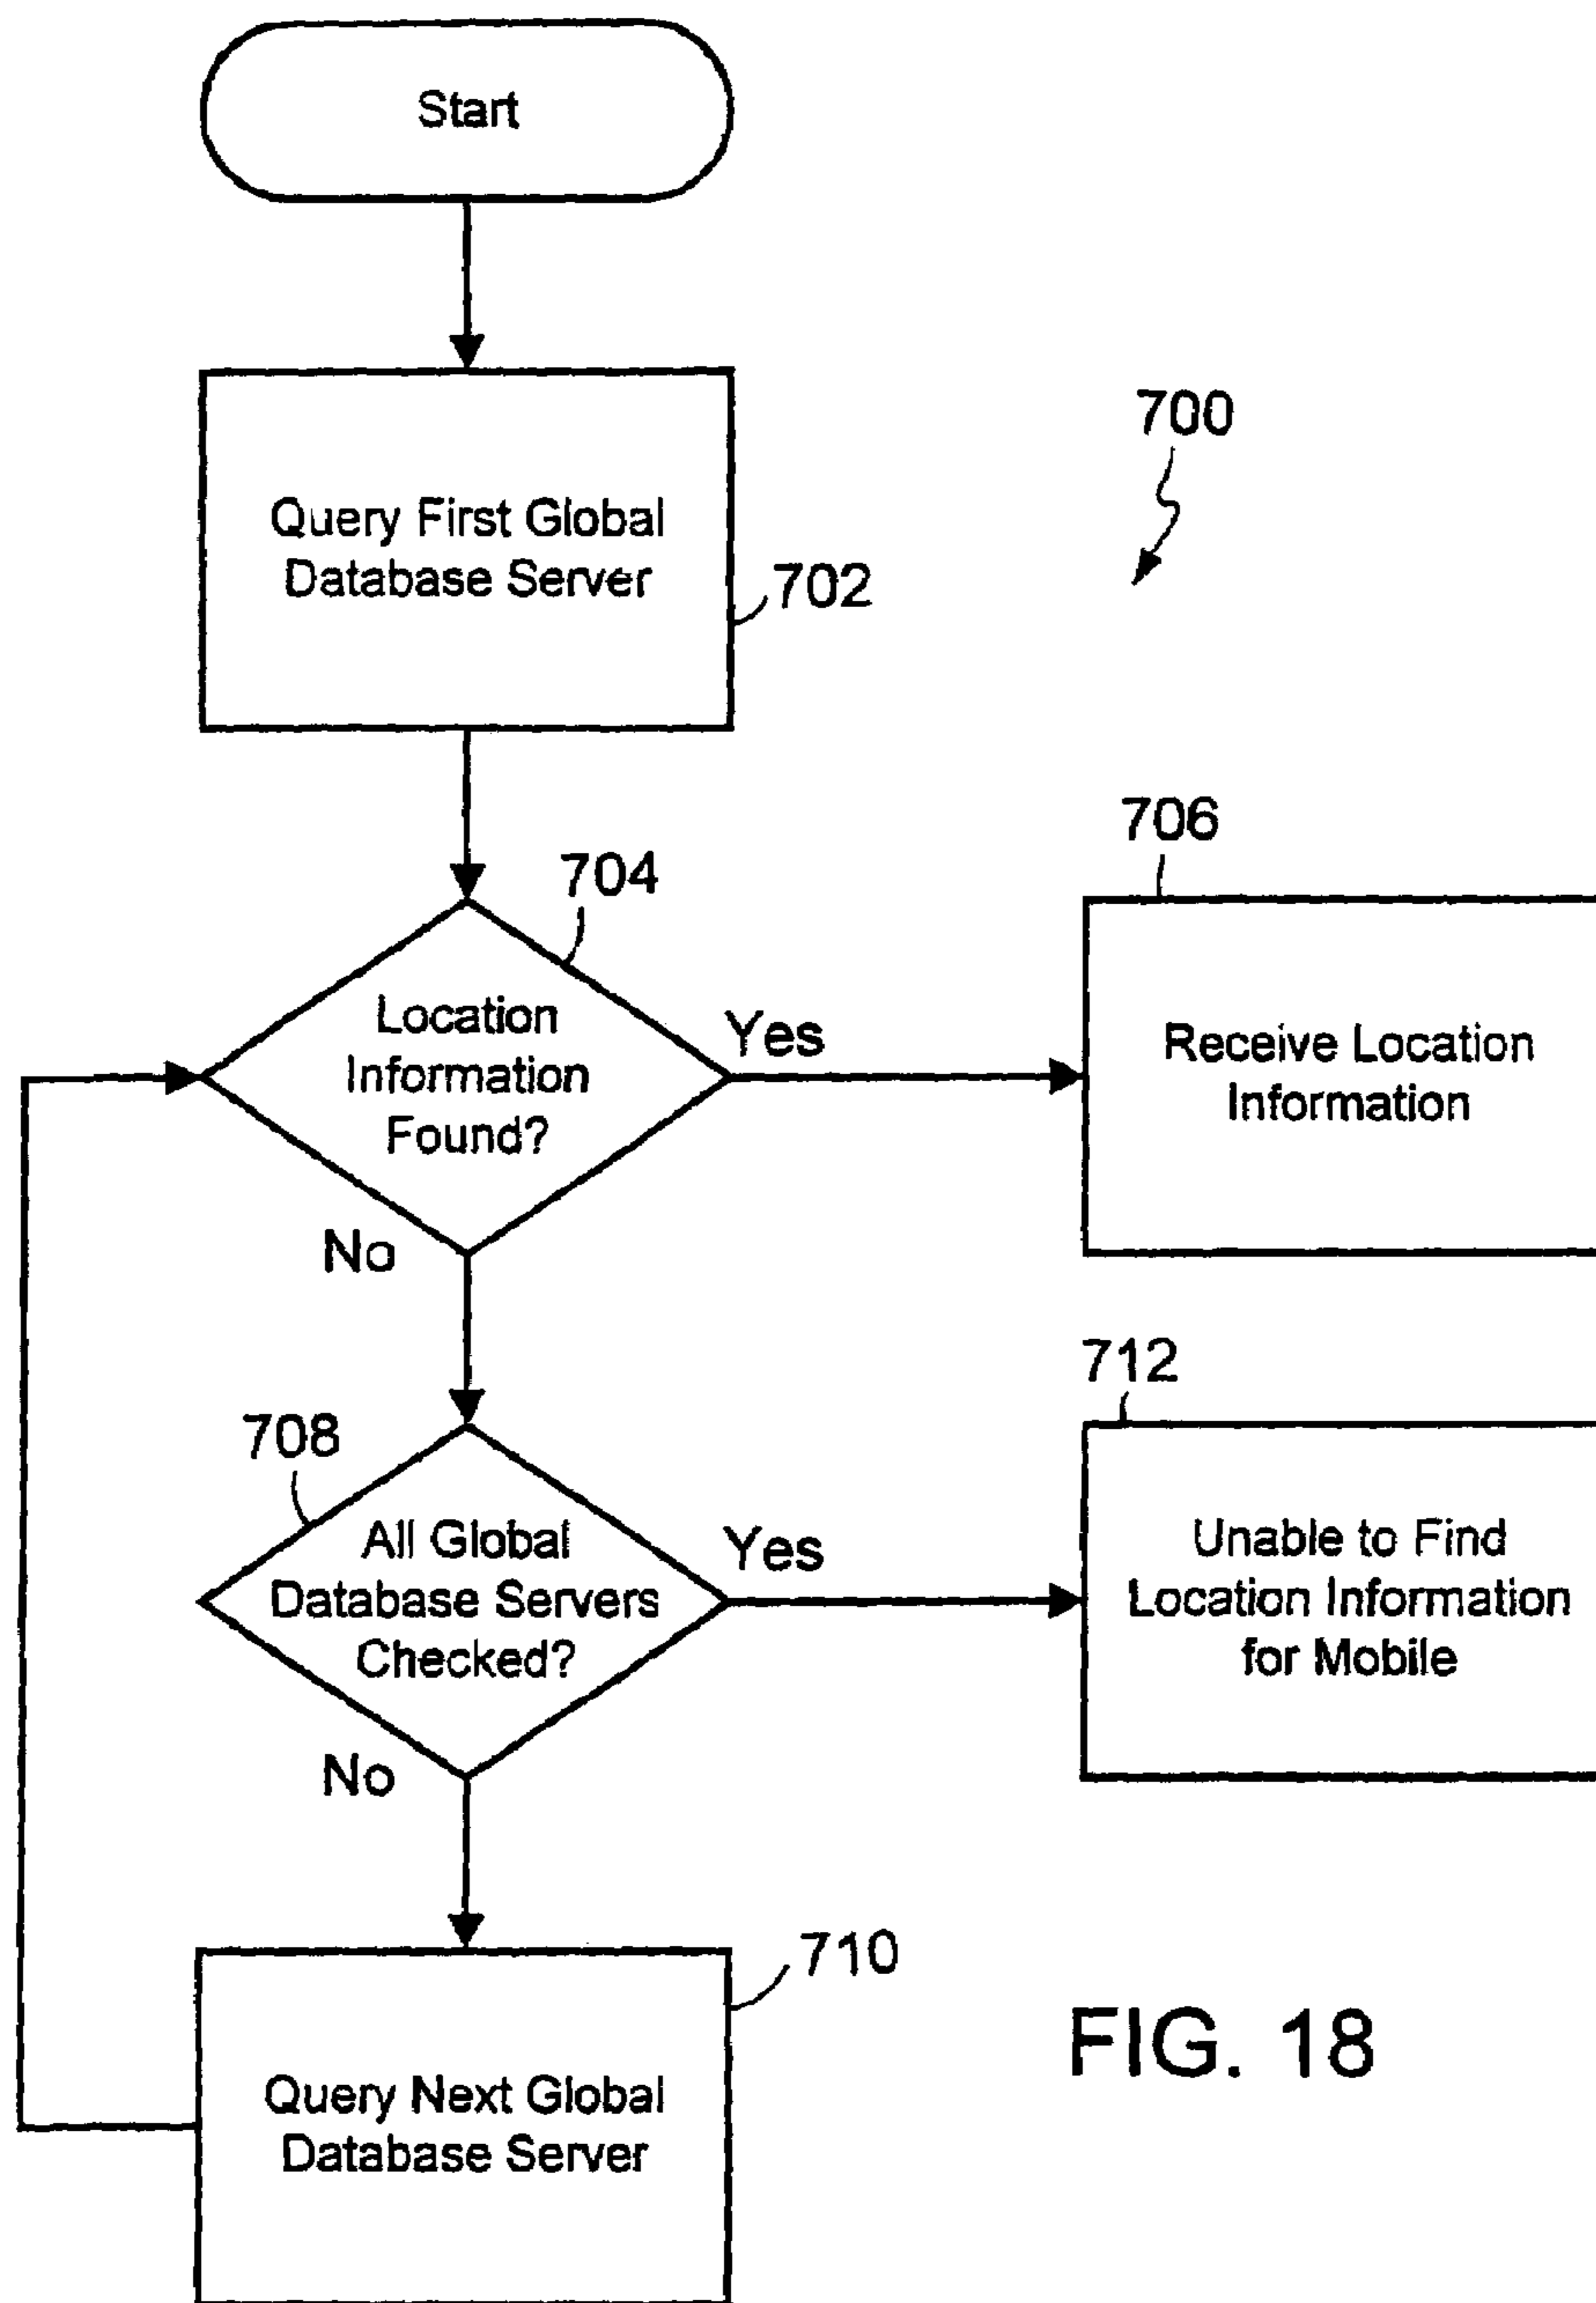 Start
700
Query First Global
Database Server
702
706
704
Location
Information
Found?
Yes
Receive Location
Information
No
712
708
All Global
Database Servers
Checked?
Yes
Unable to Find
Location Information
for Mobile
No
710
Query Next Global
Database Server
FIG. 18